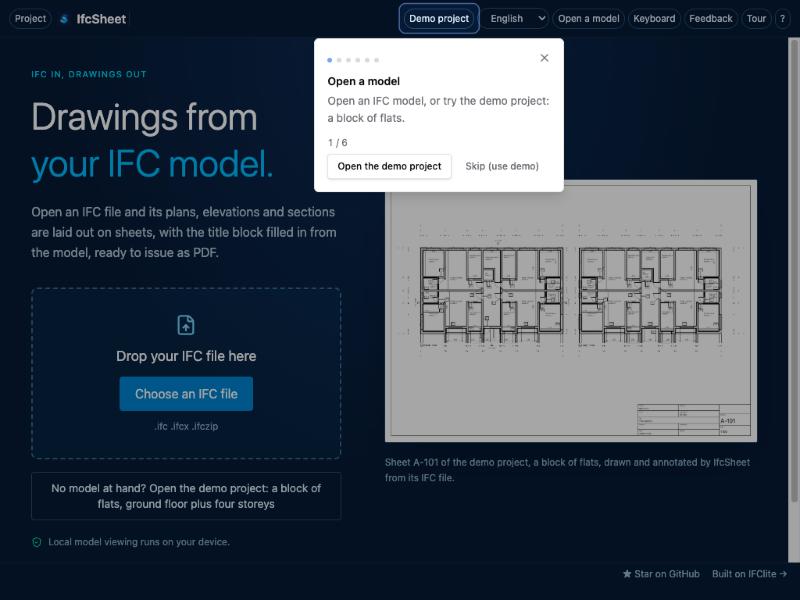 Project
IfcSheet
Demo project
English
Open a model
Keyboard
Feedback
Tour
?
IFC IN, DRAWINGS OUT
Drawings from
your IFC model.
Open an IFC file and its plans, elevations and sections
are laid out on sheets, with the title block filled in from
the model, ready to issue as PDF.
Drop your IFC file here
Choose an IFC file
.ifc .ifcx .ifczip
No model at hand? Open the demo project: a block of
flats, ground floor plus four storeys
Local model viewing runs on your device.
Open a model
Open an IFC model, or try the demo project:
a block of flats.
1 / 6
Open the demo project
Skip (use demo)
A-101
Sheet A-101 of the demo project, a block of flats, drawn and annotated by IfcSheet
from its IFC file.
Star on GitHub
Built on IFClite →